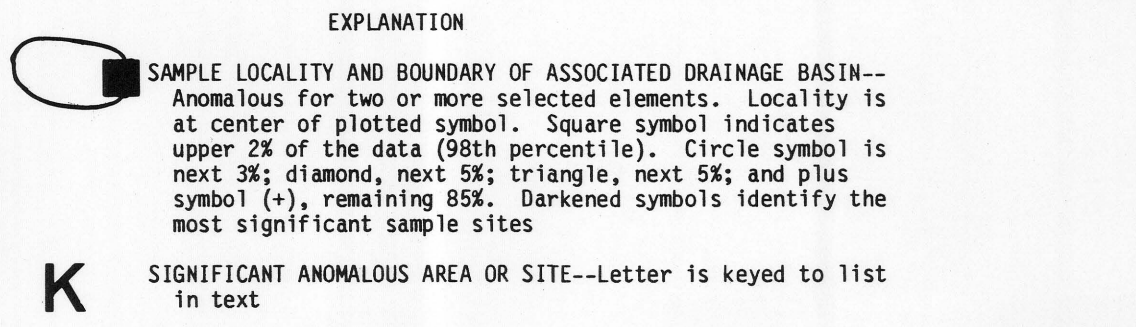 EXPLANATION
SAMPLE LOCALITY AND BOUNDARY OF ASSOCIATED DRAINAGE BASIN--
Anomalous for two or more selected elements. Locality is
at center of plotted symbol. Square symbol indicates
upper 2% of the data (98th percentile). Circle symbol is
next 3%; diamond, next 5%; triangle, next 5%; and plus
symbol (+), remaining 85%. Darkened symbols identify the
most significant sample sites
K SIGNIFICANT ANOMALOUS AREA OR SITE--Letter is keyed to list
in text